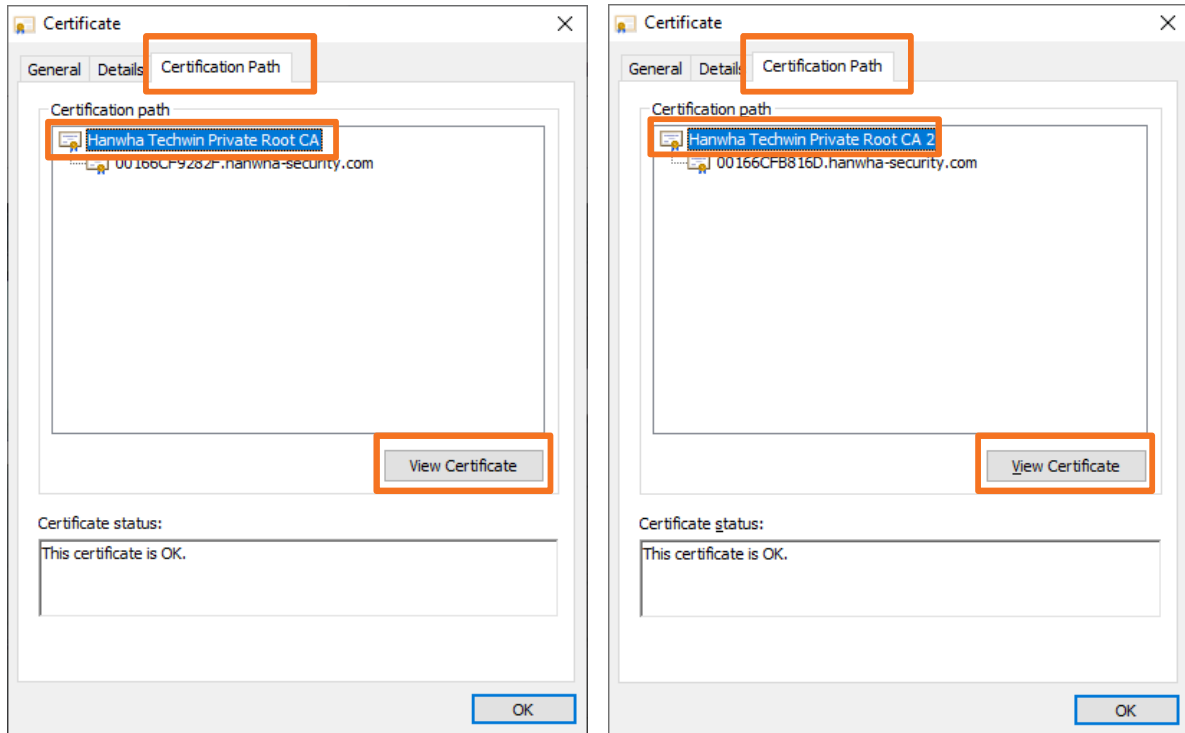 Certificate
General Details Certification Path
Certification path
Hanwha Techwin Private Root CA
00166CF9282F.hanwha-security.com
View Certificate
Certificate status:
This certificate is OK.
OK
Certificate
General Details Certification Path
Certification path
Hanwha Techwin Private Root CA 2
00166CFB816D.hanwha-security.com
View Certificate
Certificate status:
This certificate is OK.
OK